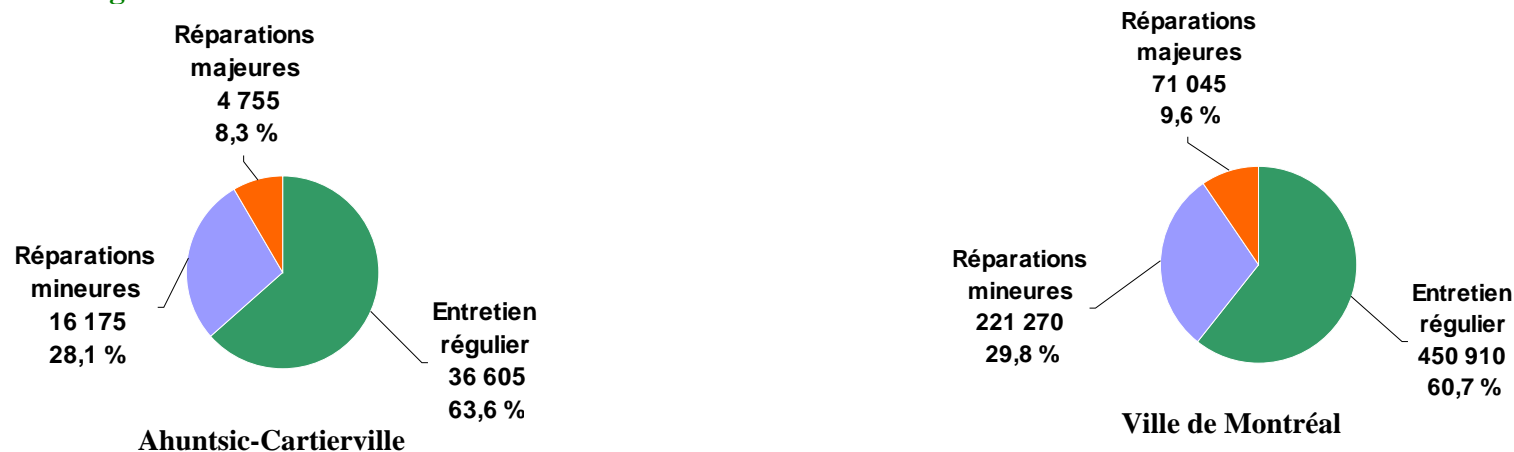 Réparations
majeures
4 755
8,3 %
Réparations
mineures
16 175
28,1 %
Entretien
régulier
36 605
63,6 %
Ahuntsic-Cartierville
Réparations
majeures
71 045
9,6 %
Réparations
mineures
221 270
29,8 %
Entretien
régulier
450 910
60,7 %
Ville de Montréal